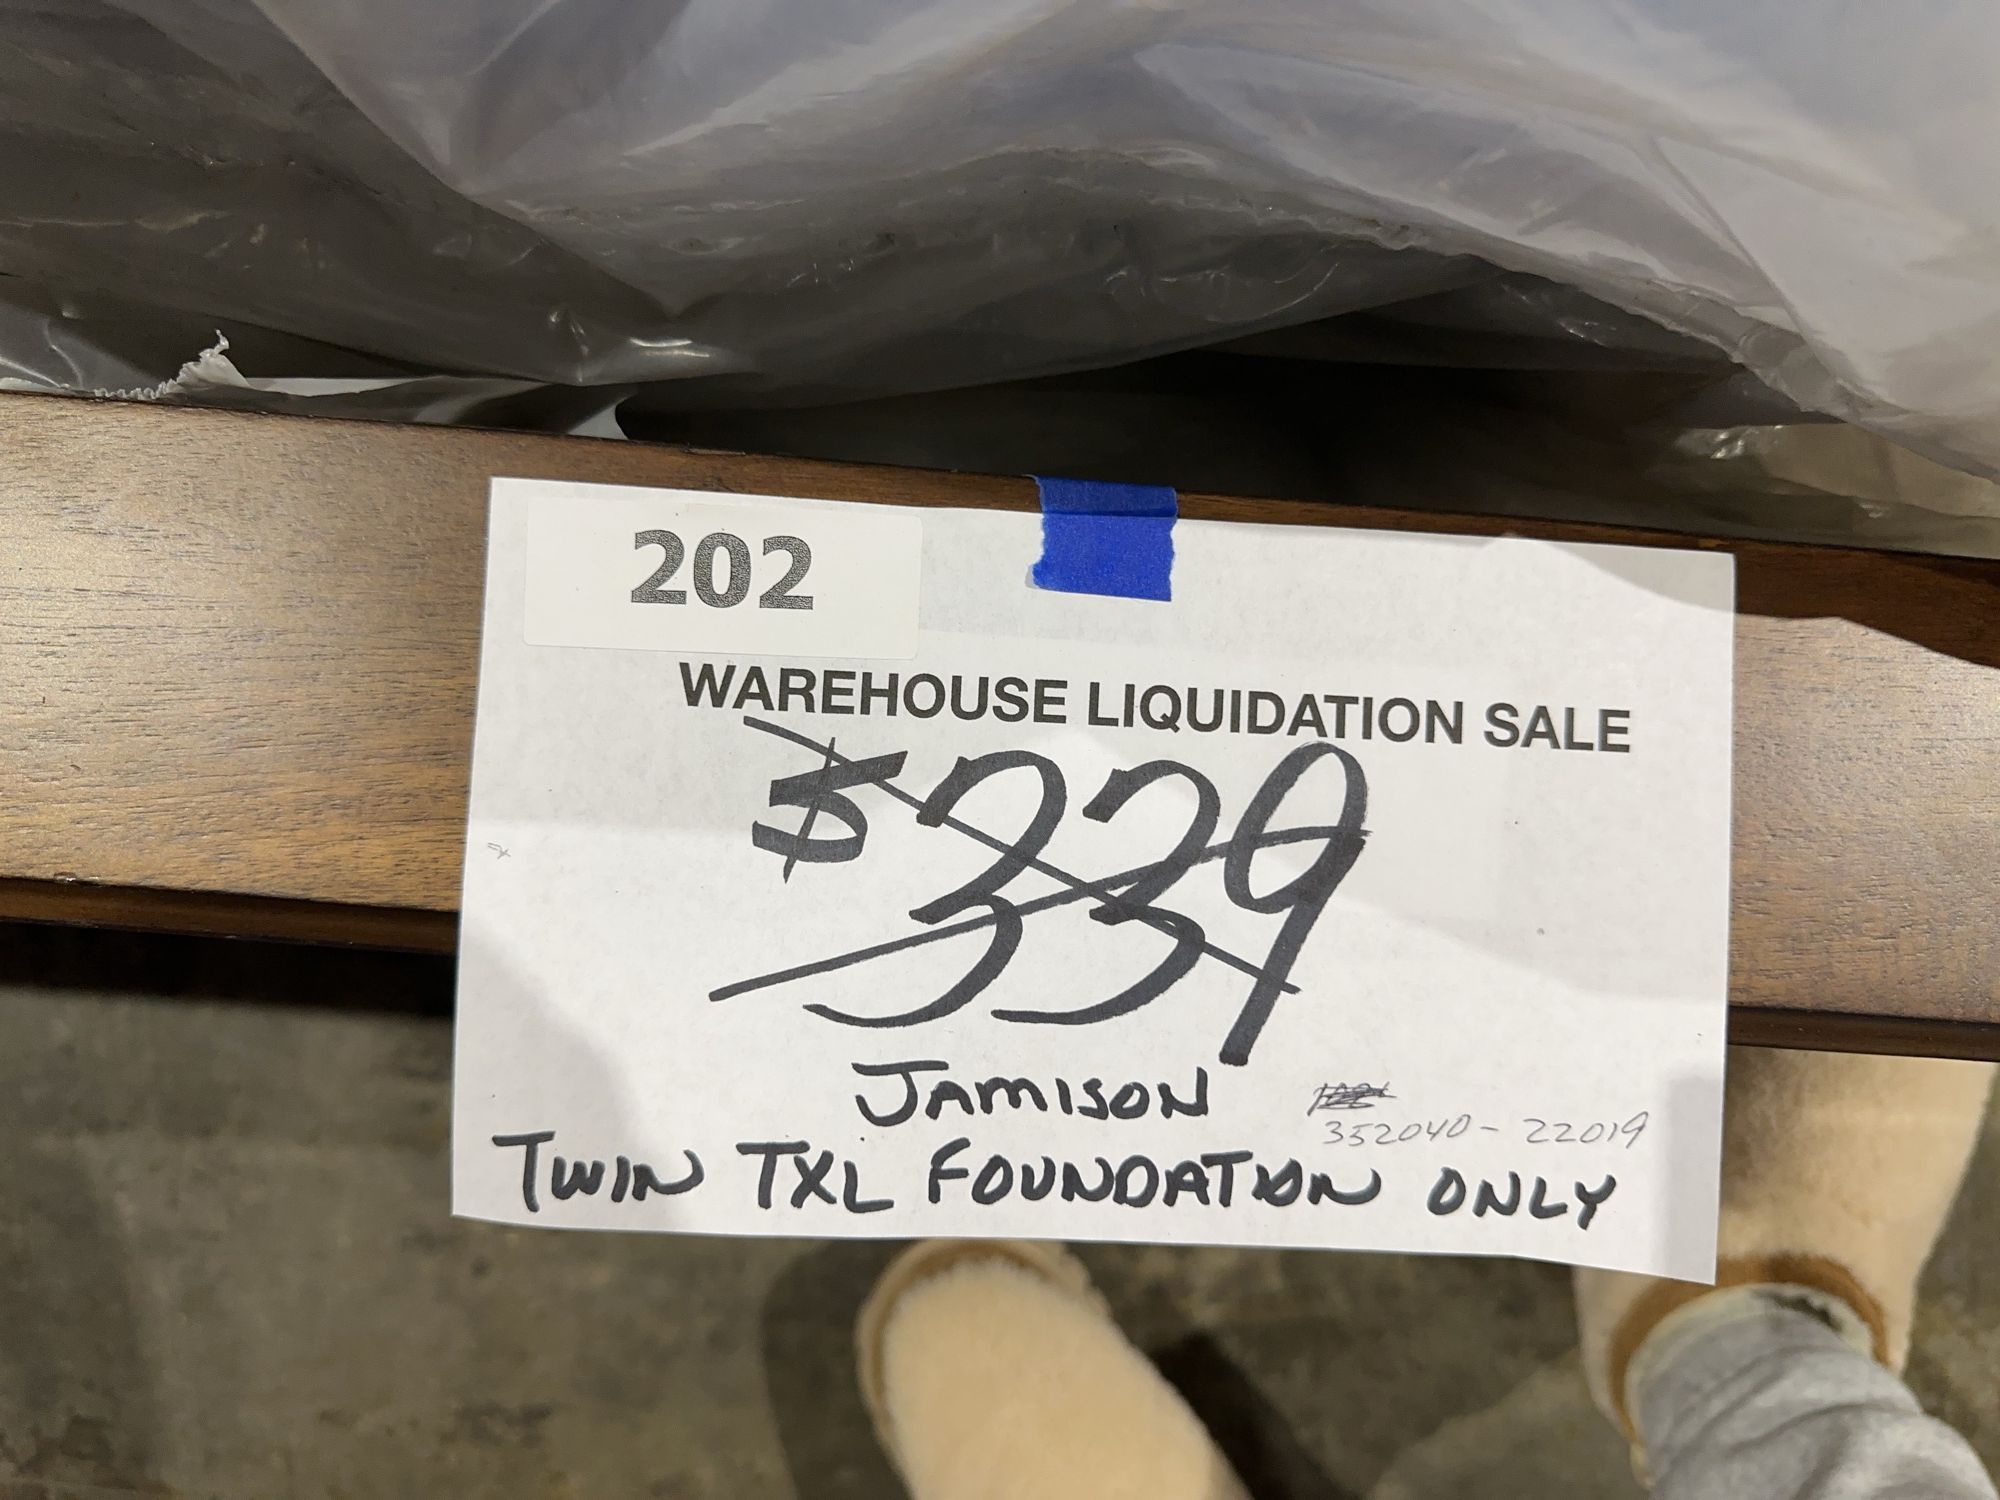 202
WAREHOUSE LIQUIDATION SALE
$339
JAMISON
352040-22019
TWIN TXL FOUNDATION ONLY